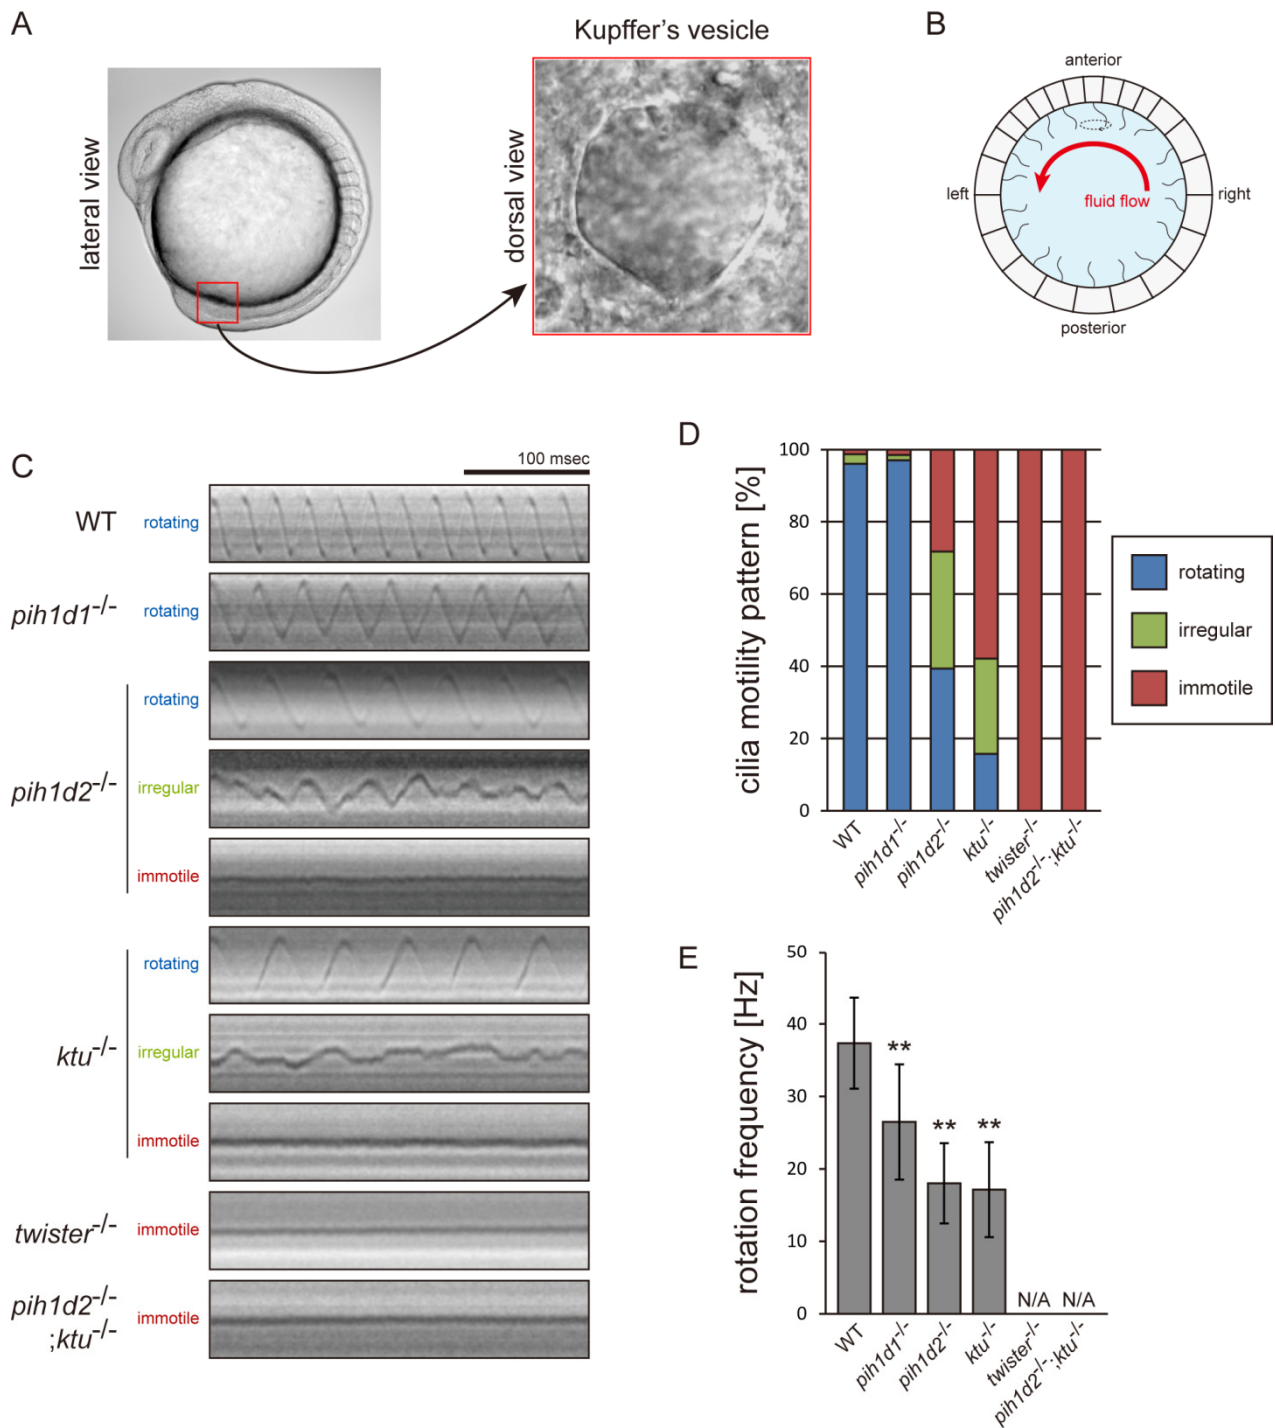 A
lateral view
Kupffer's vesicle
dorsal view
B
anterior
left
right
fluid flow
posterior
C
100 msec
WT
rotating
pih1d1-/-
rotating
pih1d2-/-
rotating
irregular
immotile
ktu-/-
rotating
irregular
immotile
twister-/-
immotile
pih1d2-/-
;ktu-/-
immotile
D
cilia motility pattern [%]
100
80
60
40
20
0
WT
pih1d1-/-
pih1d2-/-
ktu-/-
twister-/-
pih1d2-/-;ktu-/-
rotating
irregular
immotile
E
rotation frequency [Hz]
50
40
30
20
10
0
**
**
**
N/A
N/A
WT
pih1d1-/-
pih1d2-/-
ktu-/-
twister-/-
pih1d2-/-;ktu-/-